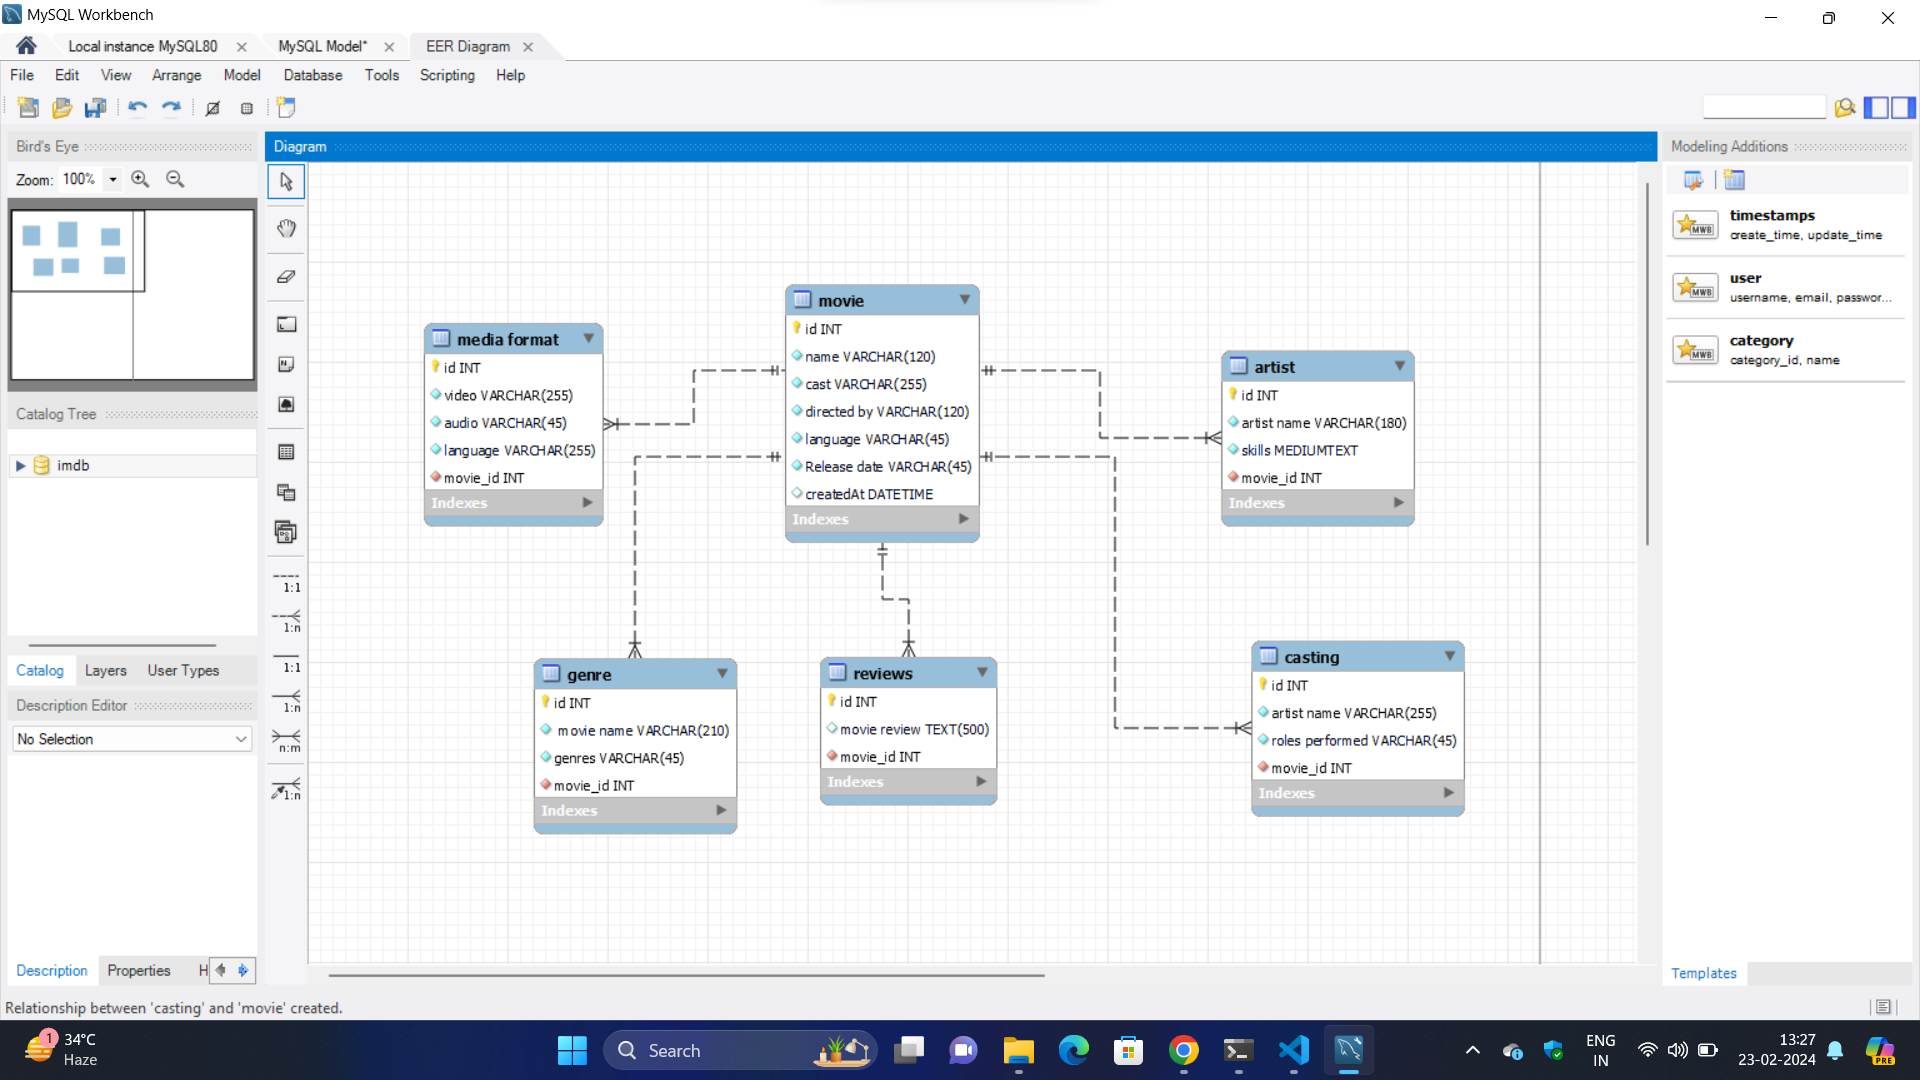 MySQL Workbench
Local instance MySQL80
MySQL Model*
EER Diagram
File Edit View Arrange Model Database Tools Scripting Help
Bird's Eye
Zoom: 100%
Catalog Tree
imdb
Catalog Layers User Types
Description Editor
No Selection
Description Properties H
Diagram
1:1
1:n
1:1
1:n
n:m
1:n
media format
id INT
video VARCHAR(255)
audio VARCHAR(45)
language VARCHAR(255)
movie_id INT
Indexes
movie
id INT
name VARCHAR(120)
cast VARCHAR(255)
directed by VARCHAR(120)
language VARCHAR(45)
Release date VARCHAR(45)
createdAt DATETIME
Indexes
artist
id INT
artist name VARCHAR(180)
skills MEDIUMTEXT
movie_id INT
Indexes
genre
id INT
movie name VARCHAR(210)
genres VARCHAR(45)
movie_id INT
Indexes
reviews
id INT
movie review TEXT(500)
movie_id INT
Indexes
casting
id INT
artist name VARCHAR(255)
roles performed VARCHAR(45)
movie_id INT
Indexes
Modeling Additions
MWB
timestamps
create_time, update_time
MWB
user
username, email, passwor...
MWB
category
category_id, name
Templates
Relationship between 'casting' and 'movie' created.
1
34°C
Haze
Search
ENG
IN
13:27
23-02-2024
PRE